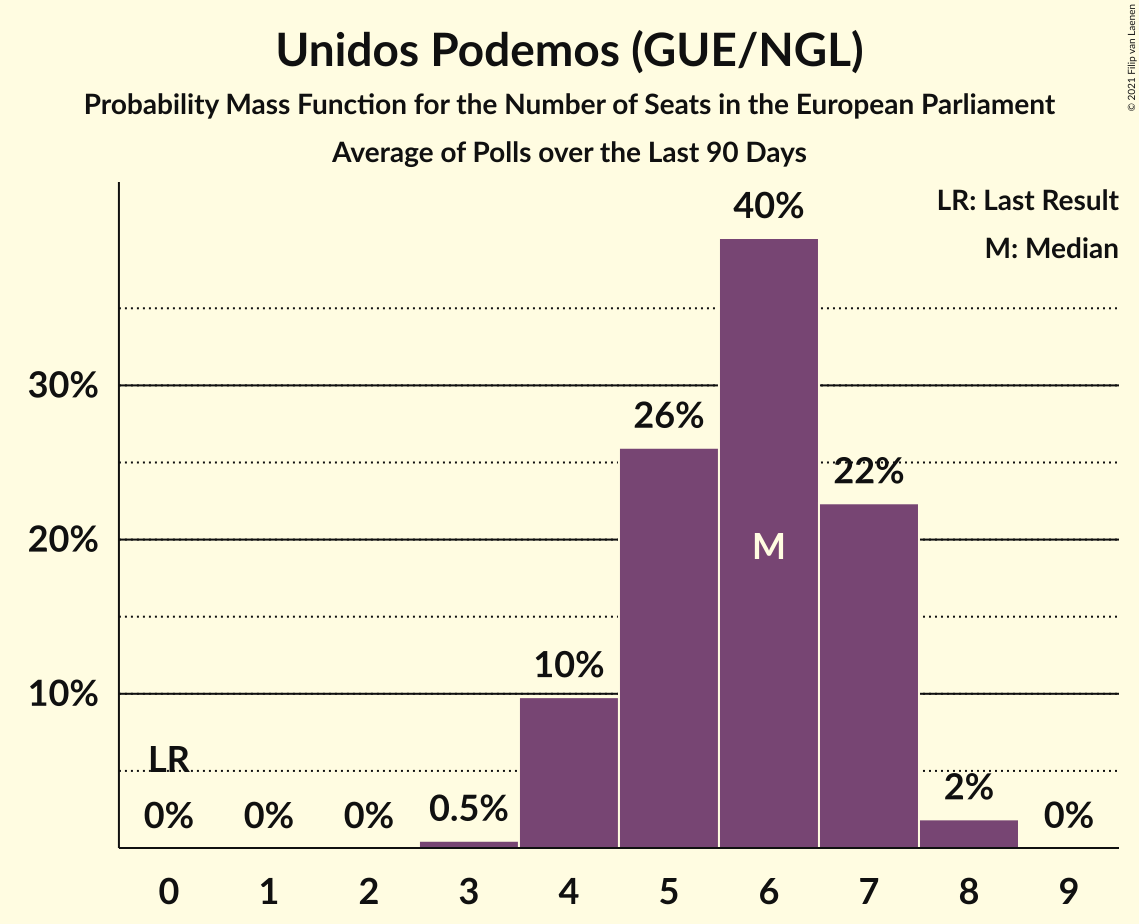 Unidos Podemos (GUE/NGL)
Probability Mass Function for the Number of Seats in the European Parliament
Average of Polls over the Last 90 Days
© 2021 Filip van Laenen
LR: Last Result
M: Median
40%
30%
26%
22%
20%
M
10%
10%
LR
0% 0% 0% 0.5% 2% 0%
0 1 2 3 4 5 6 7 8 9